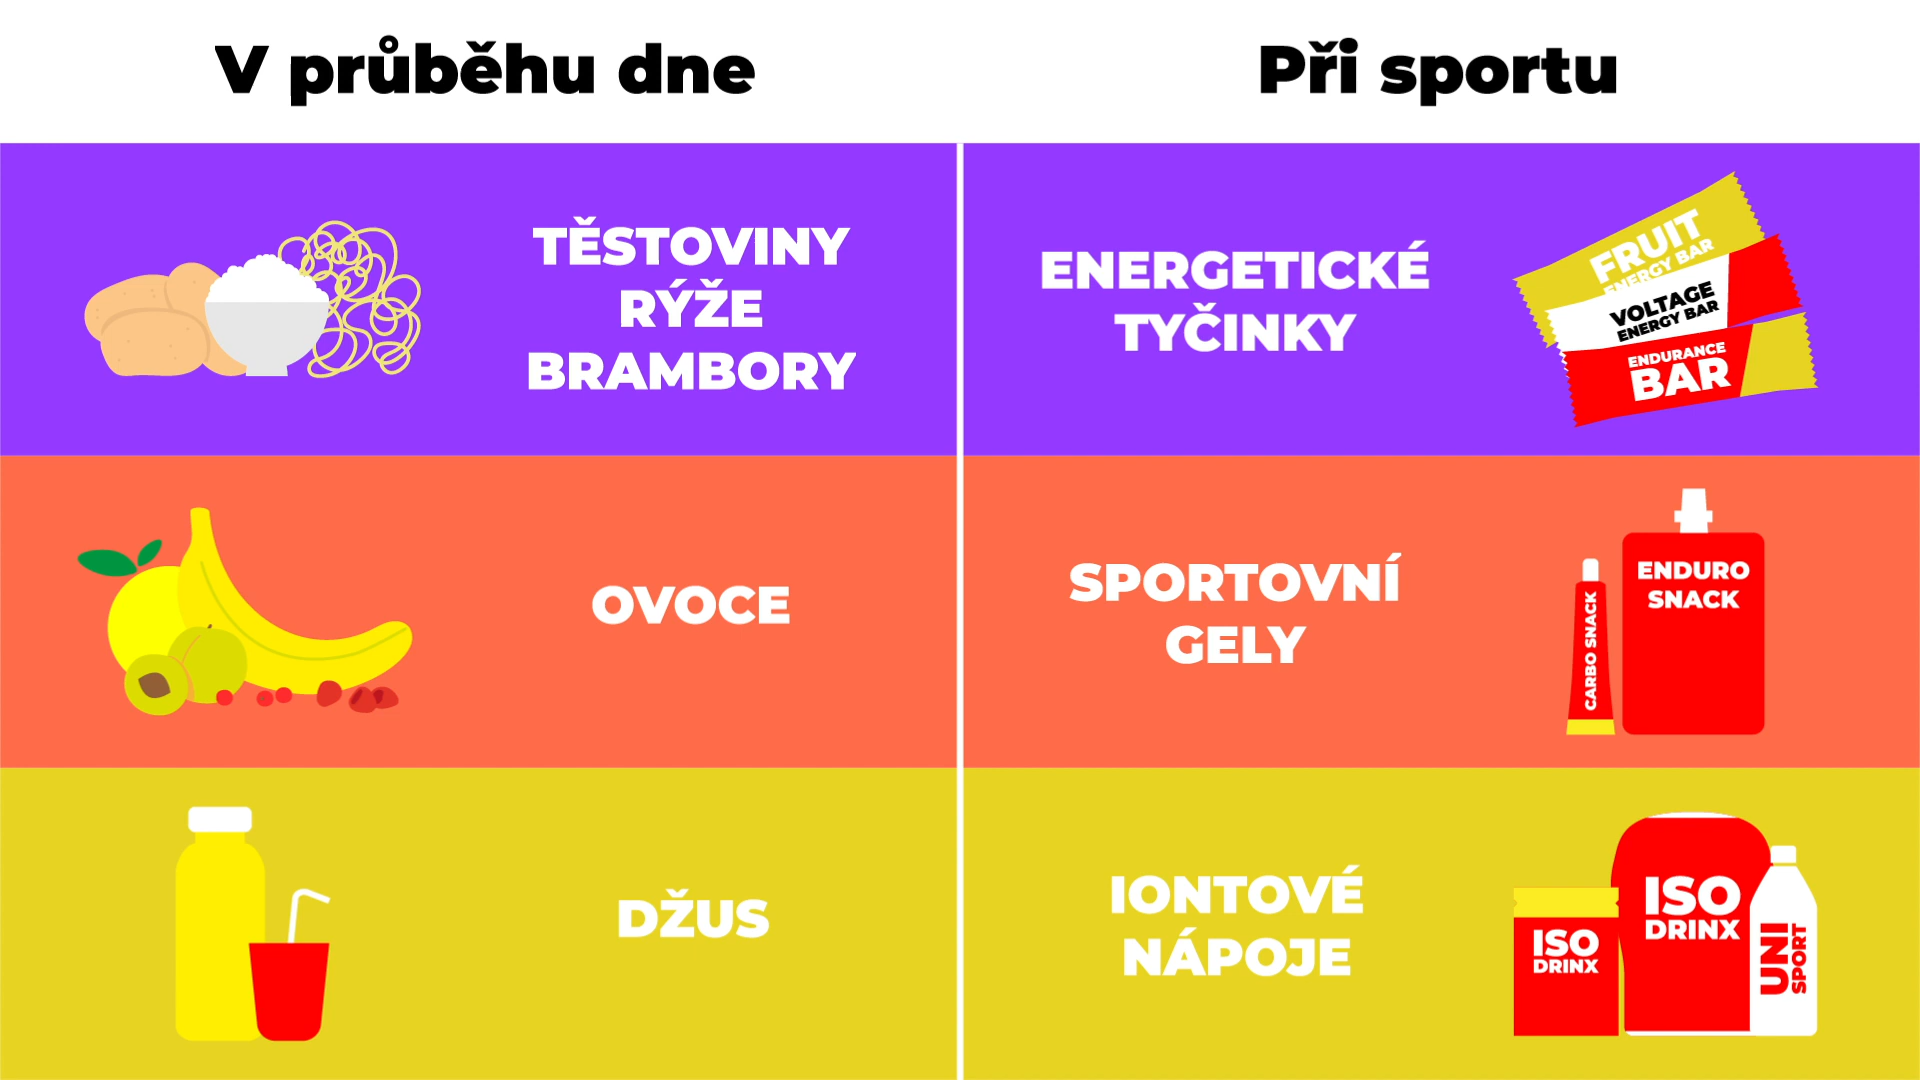 V průběhu dne
Při sportu
TĚSTOVINY
RÝŽE
BRAMBORY
ENERGETICKÉ
TYČINKY
FRUIT
ENERGY BAR
VOLTAGE
ENERGY BAR
ENDURANCE
BAR
OVOCE
SPORTOVNÍ
GELY
CARBO SNACK
ENDURO
SNACK
DŽUS
IONTOVÉ
NÁPOJE
ISO
DRINX
ISO
DRINX
UNI
SPORT